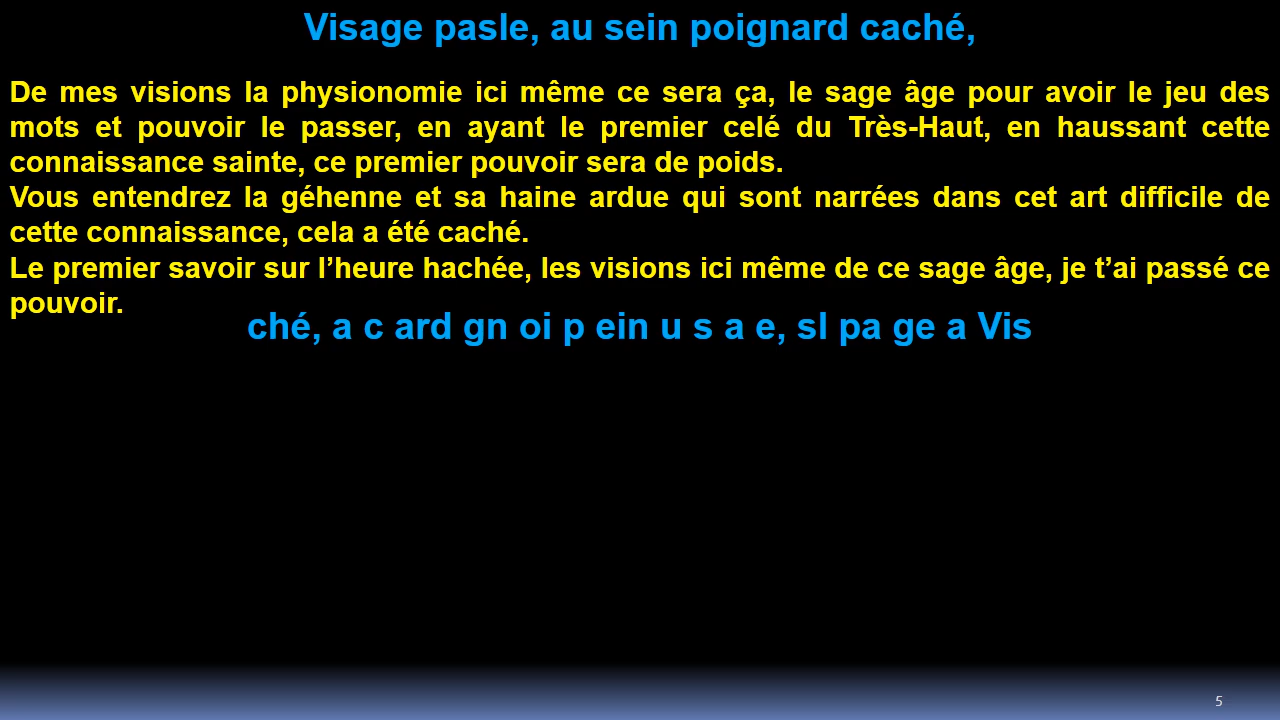 Visage pasle, au sein poignard caché,
De mes visions la physionomie ici même ce sera ça, le sage âge pour avoir le jeu des
mots et pouvoir le passer, en ayant le premier celé du Très-Haut, en haussant cette
connaissance sainte, ce premier pouvoir sera de poids.
Vous entendrez la géhenne et sa haine ardue qui sont narrées dans cet art difficile de
cette connaissance, cela a été caché.
Le premier savoir sur l’heure hachée, les visions ici même de ce sage âge, je t’ai passé ce
pouvoir.
ché, a c ard gn oi p ein u s a e, sl pa ge a Vis
5